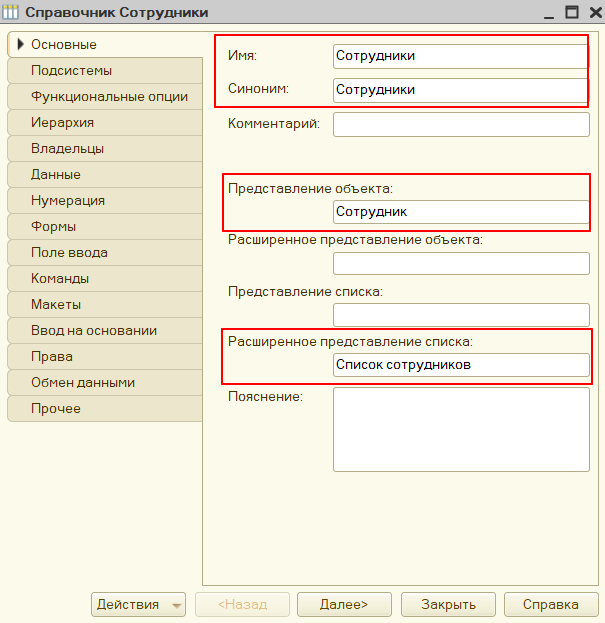 Справочник Сотрудники
Основные
Подсистемы
Функциональные опции
Иерархия
Владельцы
Данные
Нумерация
Формы
Поле ввода
Команды
Макеты
Ввод на основании
Права
Обмен данными
Прочее
Имя: Сотрудники
Синоним: Сотрудники
Комментарий:
Представление объекта:
Сотрудник
Расширенное представление объекта:
Представление списка:
Расширенное представление списка:
Список сотрудников
Пояснение:
Действия <Назад Далее> Закрыть Справка